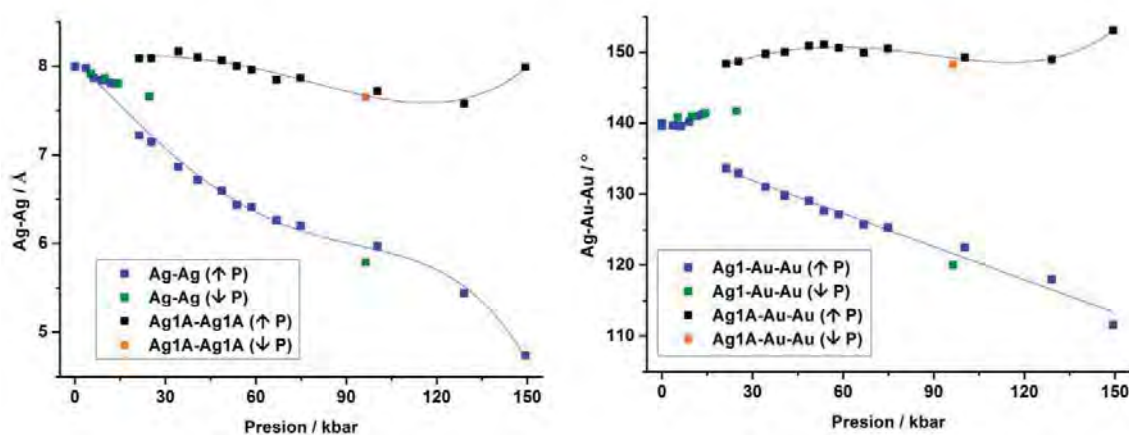 Ag-Ag / Å
9
8
7
6
5
Ag-Ag (↑ P)
Ag-Ag (↓ P)
Ag1A-Ag1A (↑ P)
Ag1A-Ag1A (↓ P)
0 30 60 90 120 150
Presion / kbar
Ag-Au-Au / °
150
140
130
120
110
Ag1-Au-Au (↑ P)
Ag1-Au-Au (↓ P)
Ag1A-Au-Au (↑ P)
Ag1A-Au-Au (↓ P)
0 30 60 90 120 150
Presion / kbar